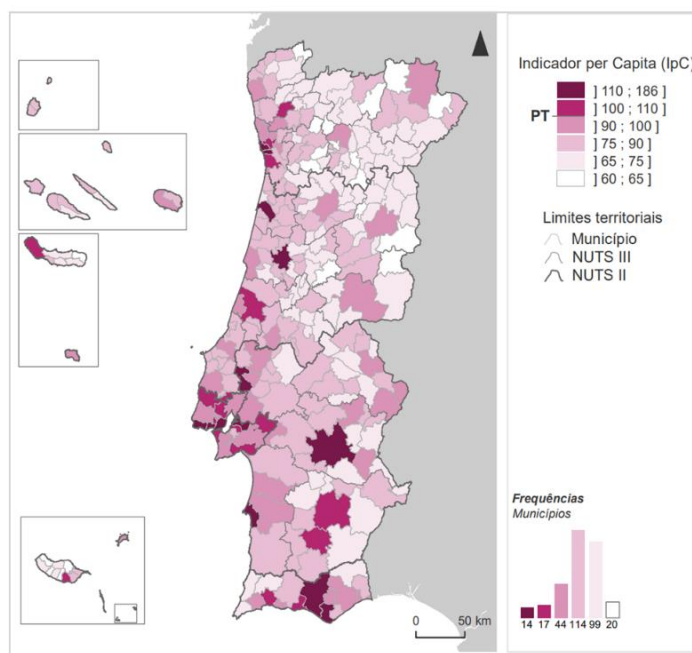 Indicador per Capita (IpC)
] 110 ; 186 ]
] 100 ; 110 ]
PT
] 90 ; 100 ]
] 75 ; 90 ]
] 65 ; 75 ]
] 60 ; 65 ]
Limites territoriais
Município
NUTS III
NUTS II
Frequências
Municípios
14 17 44 114 99 20
0 50 km